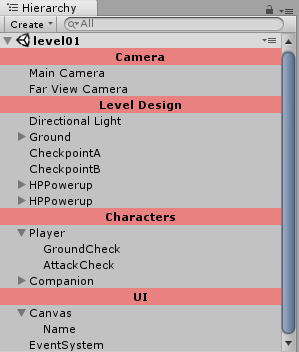 Hierarchy
Create
All
level01
Camera
Main Camera
Far View Camera
Level Design
Directional Light
Ground
CheckpointA
CheckpointB
HPPowerup
HPPowerup
Characters
Player
GroundCheck
AttackCheck
Companion
UI
Canvas
Name
EventSystem